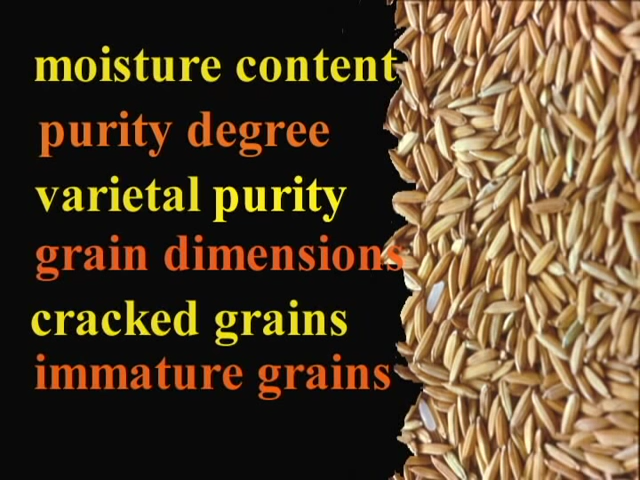 moisture content
purity degree
varietal purity
grain dimensions
cracked grains
immature grains